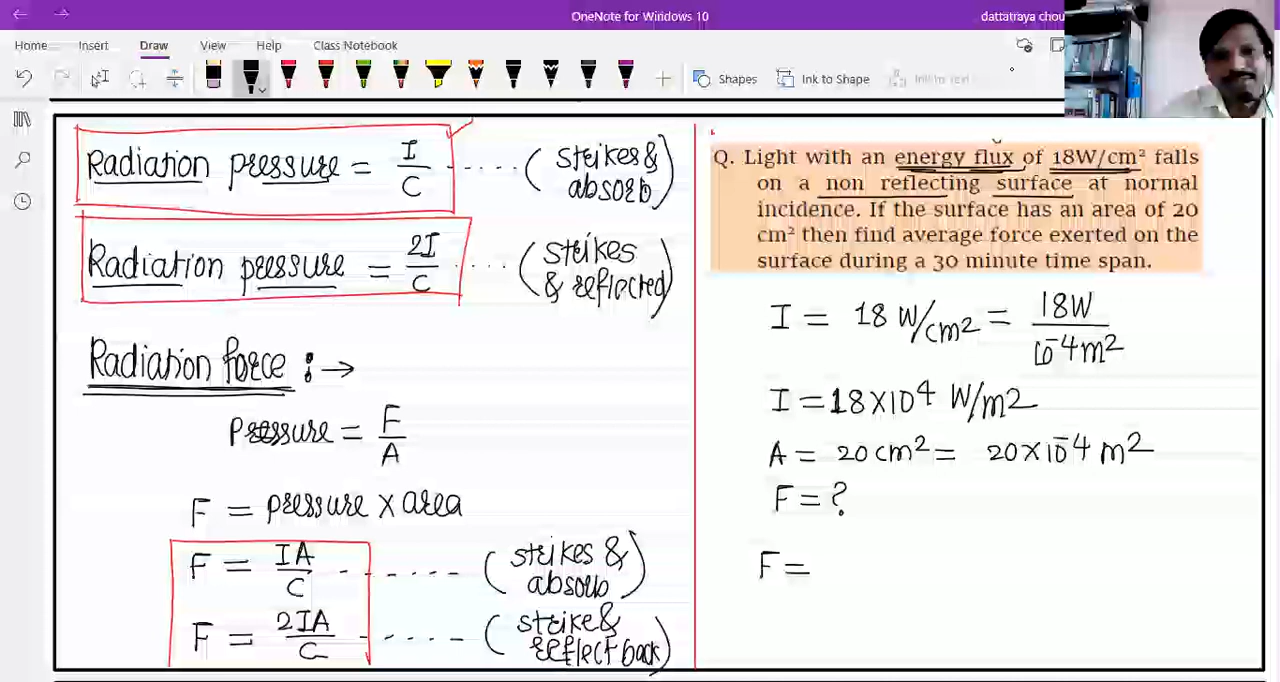 OneNote for Windows 10
dattatraya chou
Home Insert Draw View Help Class Notebook
Shapes Ink to Shape Ink to Text
Radiation pressure = I/C ..... (strikes & absorb)
Radiation pressure = 2I/C ..... (strikes & reflected)
Radiation force :→
Pressure = F/A
F = pressure × area
F = IA/C ....... (strikes & absorb)
F = 2IA/C ....... (strike & reflect back)
Q. Light with an energy flux of 18W/cm² falls
on a non reflecting surface at normal
incidence. If the surface has an area of 20
cm² then find average force exerted on the
surface during a 30 minute time span.
I = 18 W/cm2 = 18W/10⁻4m2
I = 18×10⁴ W/m2
A = 20 cm² = 20×10⁻4 m2
F = ?
F =